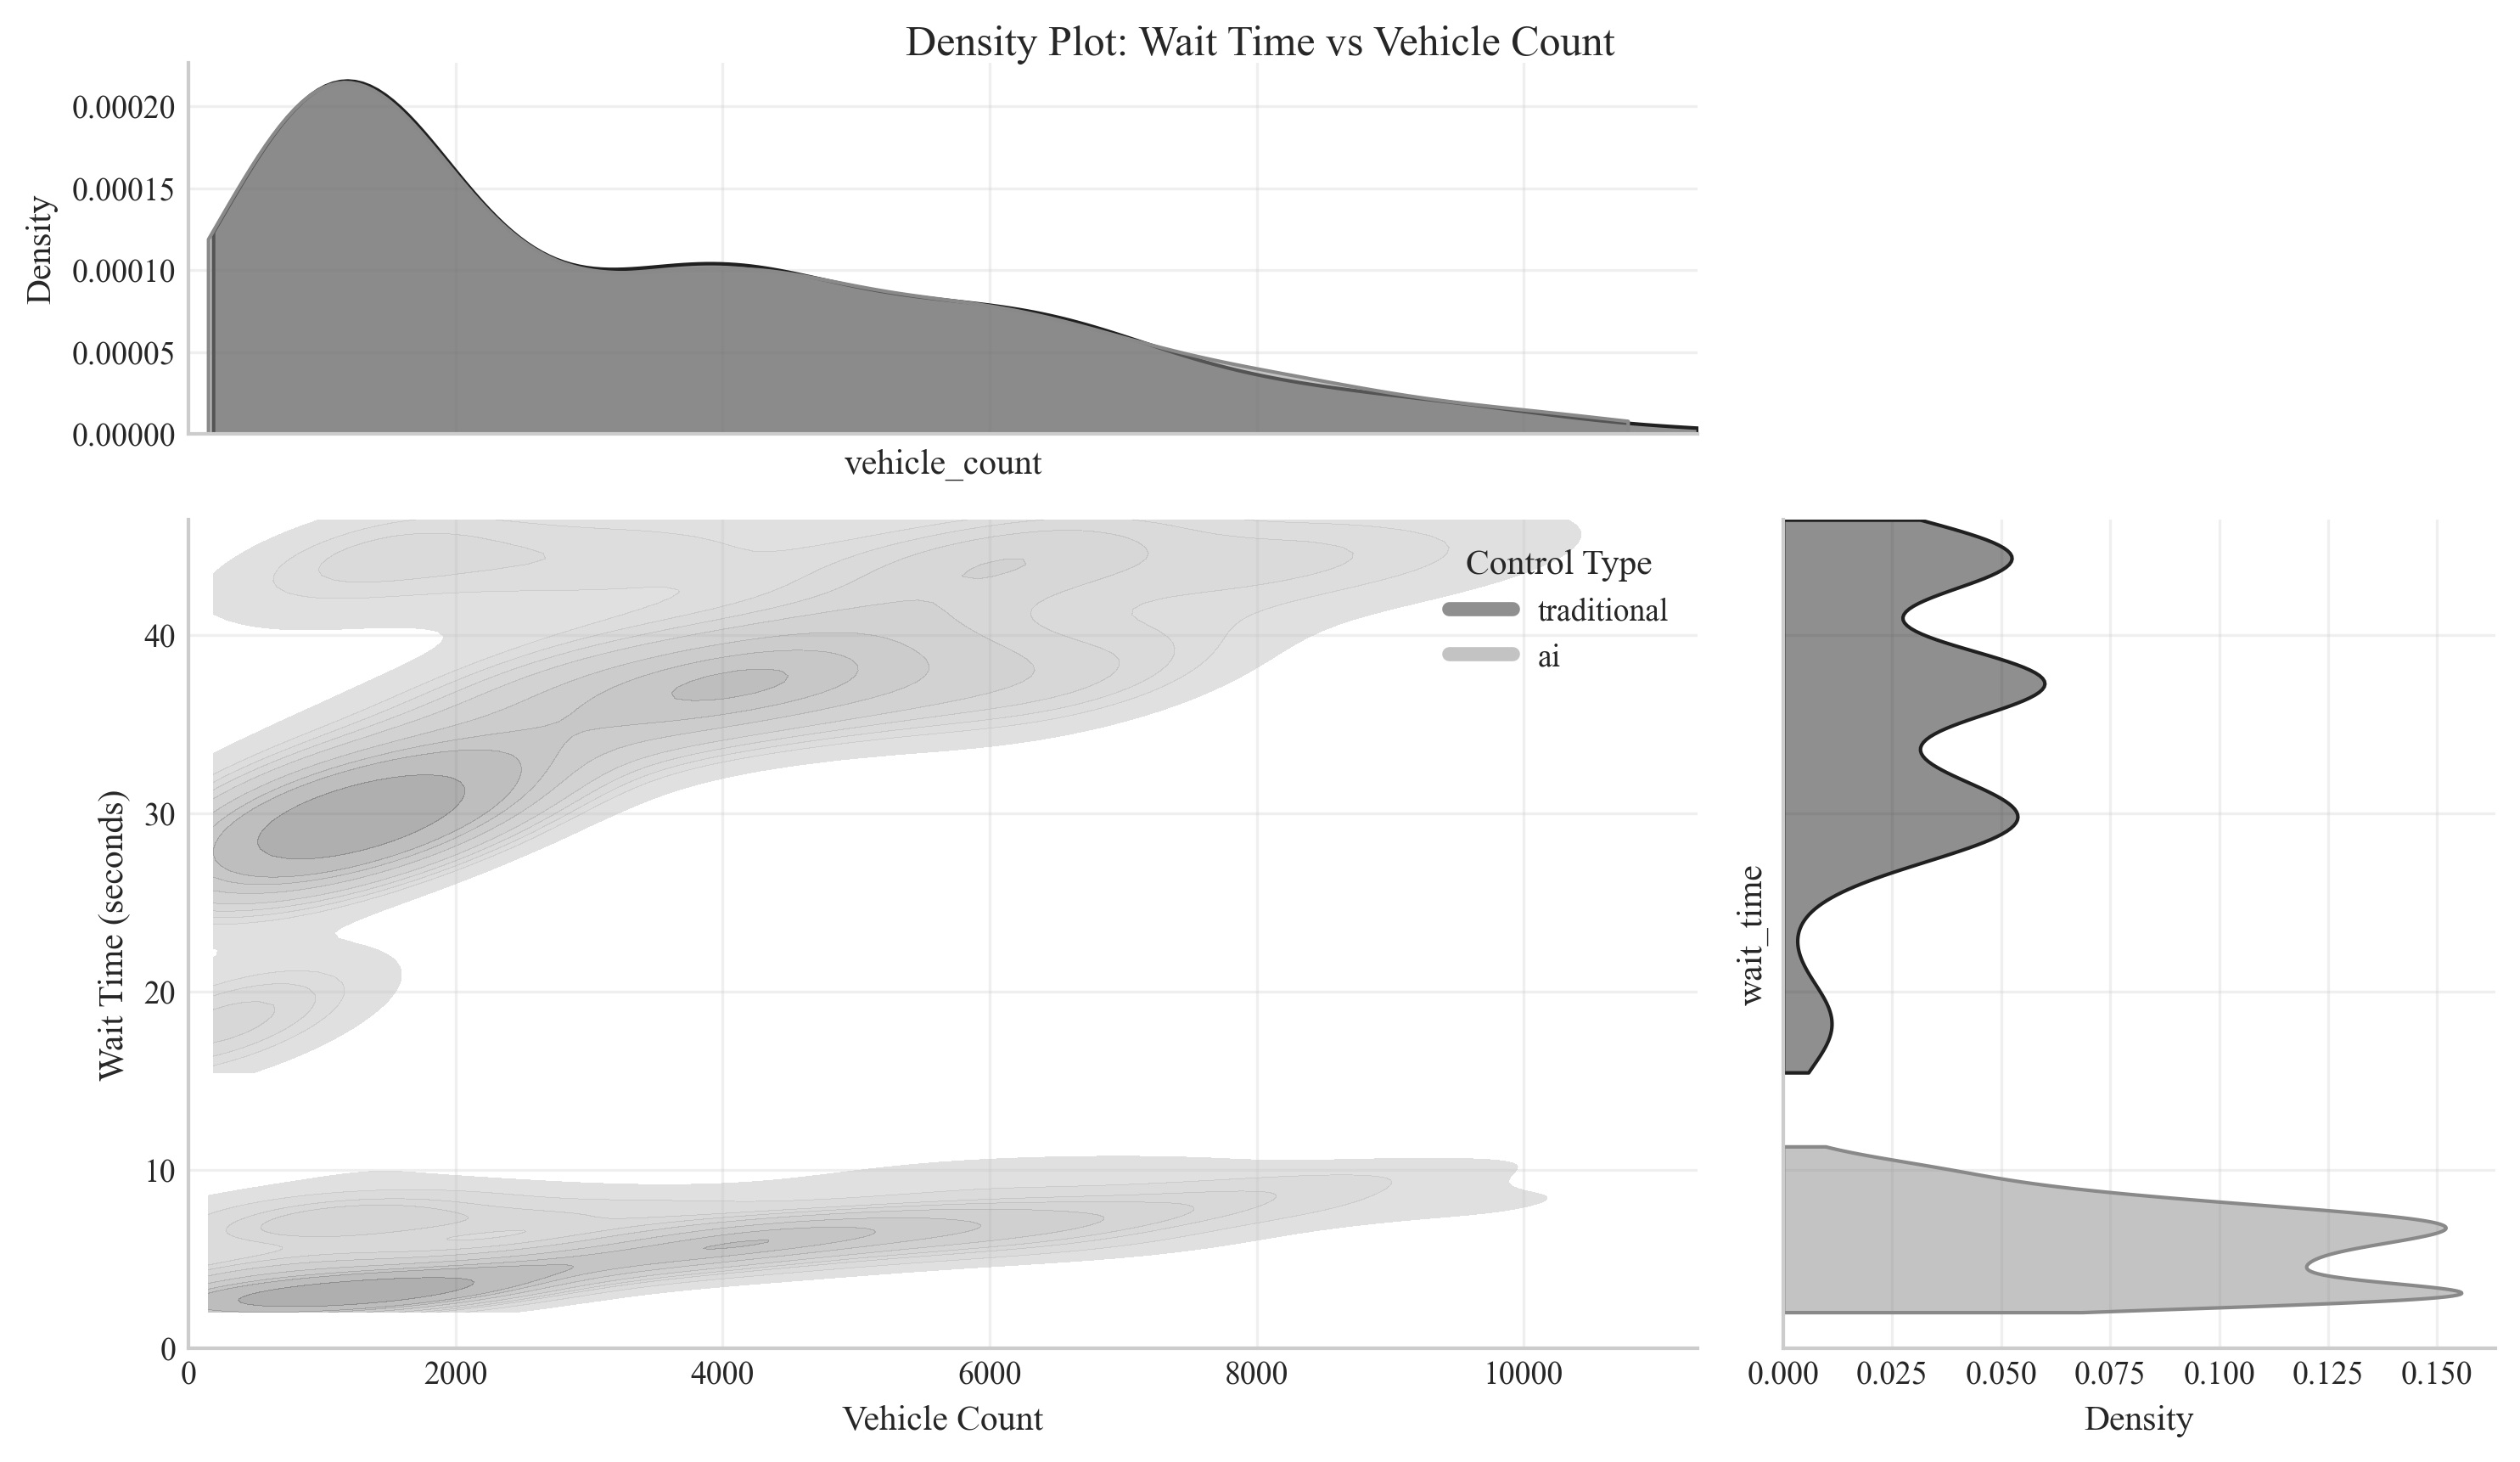 Density Plot: Wait Time vs Vehicle Count
Density
0.00020
0.00015
0.00010
0.00005
0.00000
vehicle_count
Wait Time (seconds)
40
30
20
10
0
0 2000 4000 6000 8000 10000
Vehicle Count
Control Type
traditional
ai
wait_time
0.000 0.025 0.050 0.075 0.100 0.125 0.150
Density